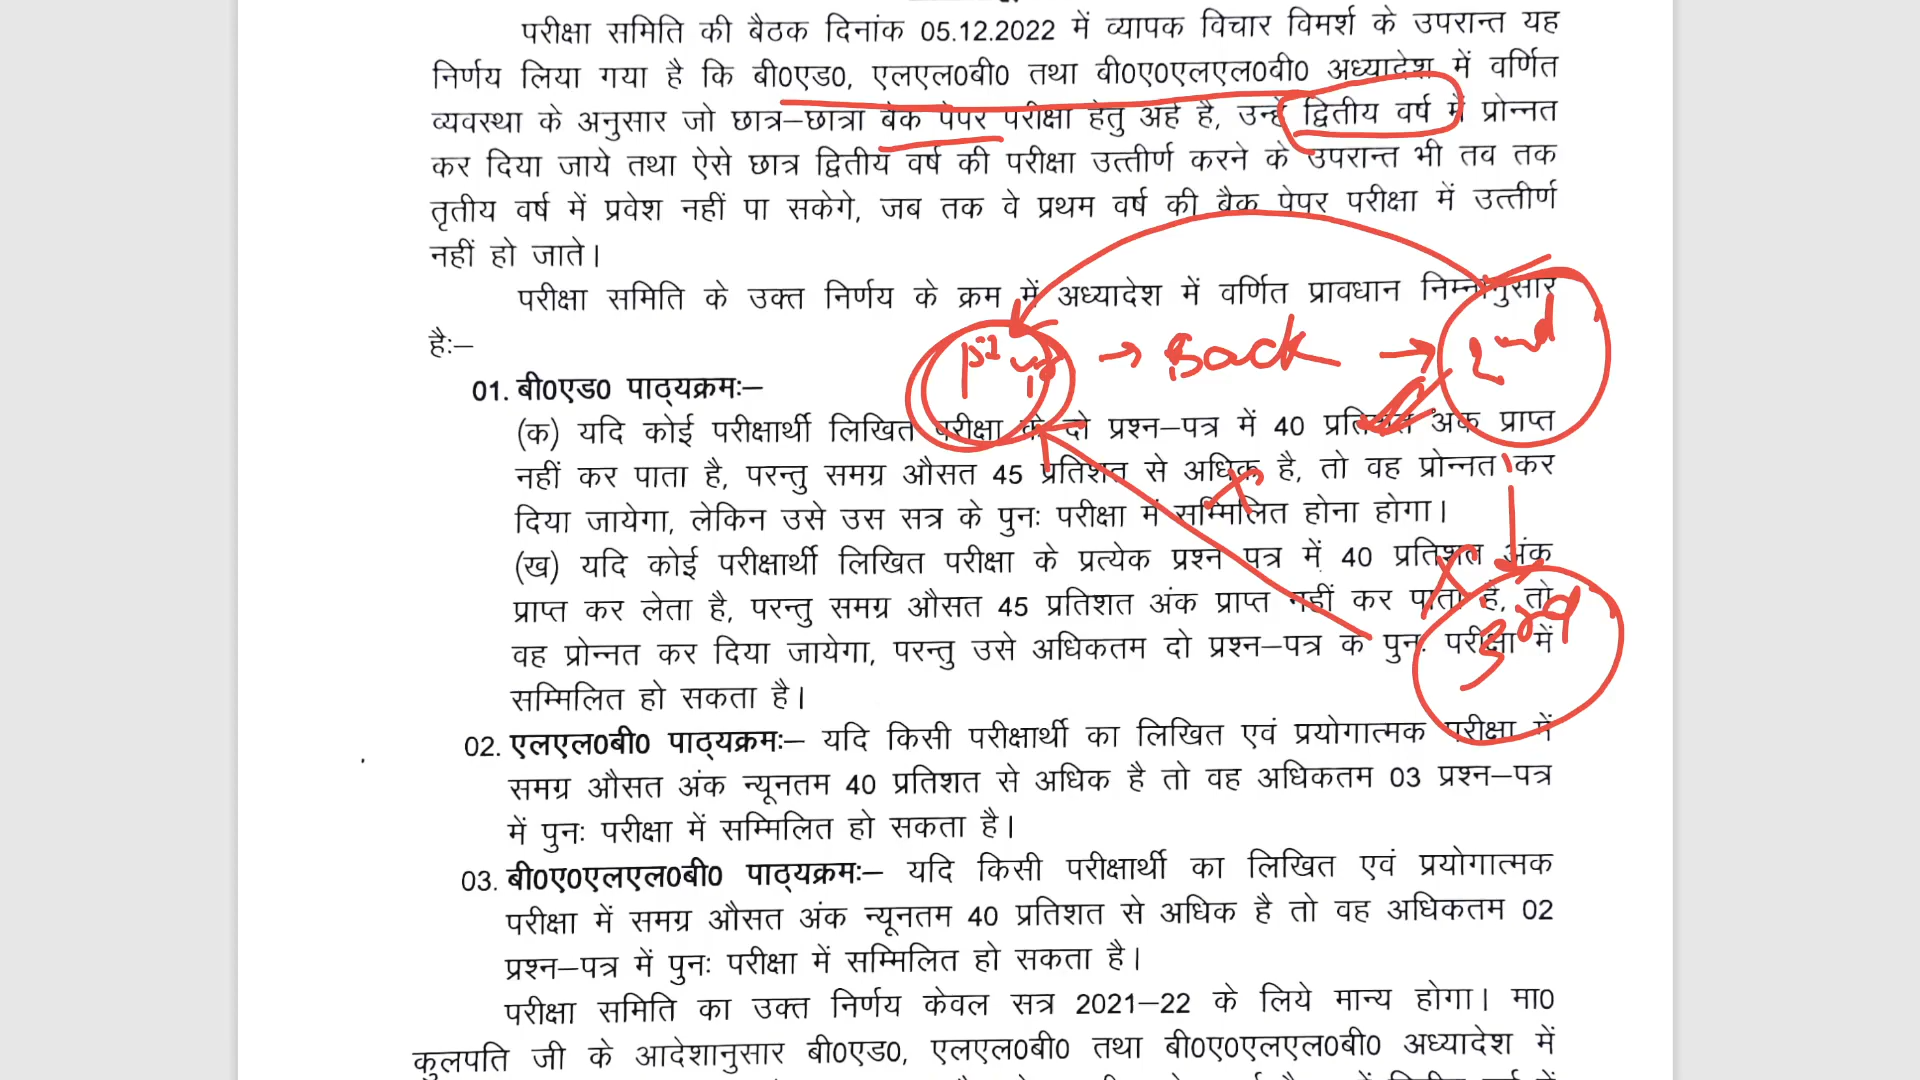 परीक्षा समिति की बैठक दिनांक 05.12.2022 में व्यापक विचार विमर्श के उपरान्त यह
निर्णय लिया गया है कि बी0एड0, एलएल0बी0 तथा बी0ए0एलएल0बी0 अध्यादेश में वर्णित
व्यवस्था के अनुसार जो छात्र–छात्रा बैक पेपर परीक्षा हेतु अर्ह है, उन्हें द्वितीय वर्ष में प्रोन्नत
कर दिया जाये तथा ऐसे छात्र द्वितीय वर्ष की परीक्षा उत्तीर्ण करने के उपरान्त भी तव तक
तृतीय वर्ष में प्रवेश नहीं पा सकेगे, जब तक वे प्रथम वर्ष की बैक पेपर परीक्षा में उत्तीर्ण
नहीं हो जाते।
परीक्षा समिति के उक्त निर्णय के क्रम में अध्यादेश में वर्णित प्रावधान निम्नानुसार
हैः–
1st yr → Back → 2nd
01. बी0एड0 पाठ्यक्रमः–
(क) यदि कोई परीक्षार्थी लिखित परीक्षा के दो प्रश्न–पत्र में 40 प्रतिशत अंक प्राप्त
नहीं कर पाता है, परन्तु समग्र औसत 45 प्रतिशत से अधिक है, तो वह प्रोन्नत कर
दिया जायेगा, लेकिन उसे उस सत्र के पुनः परीक्षा में सम्मिलित होना होगा।
(ख) यदि कोई परीक्षार्थी लिखित परीक्षा के प्रत्येक प्रश्न पत्र में 40 प्रतिशत अंक
प्राप्त कर लेता है, परन्तु समग्र औसत 45 प्रतिशत अंक प्राप्त नहीं कर पाता है, तो
3rd
वह प्रोन्नत कर दिया जायेगा, परन्तु उसे अधिकतम दो प्रश्न–पत्र के पुनः परीक्षा में
सम्मिलित हो सकता है।
02. एलएल0बी0 पाठ्यक्रमः– यदि किसी परीक्षार्थी का लिखित एवं प्रयोगात्मक परीक्षा में
समग्र औसत अंक न्यूनतम 40 प्रतिशत से अधिक है तो वह अधिकतम 03 प्रश्न–पत्र
में पुनः परीक्षा में सम्मिलित हो सकता है।
03. बी0ए0एलएल0बी0 पाठ्यक्रमः– यदि किसी परीक्षार्थी का लिखित एवं प्रयोगात्मक
परीक्षा में समग्र औसत अंक न्यूनतम 40 प्रतिशत से अधिक है तो वह अधिकतम 02
प्रश्न–पत्र में पुनः परीक्षा में सम्मिलित हो सकता है।
परीक्षा समिति का उक्त निर्णय केवल सत्र 2021–22 के लिये मान्य होगा। मा0
कुलपति जी के आदेशानुसार बी0एड0, एलएल0बी0 तथा बी0ए0एलएल0बी0 अध्यादेश में